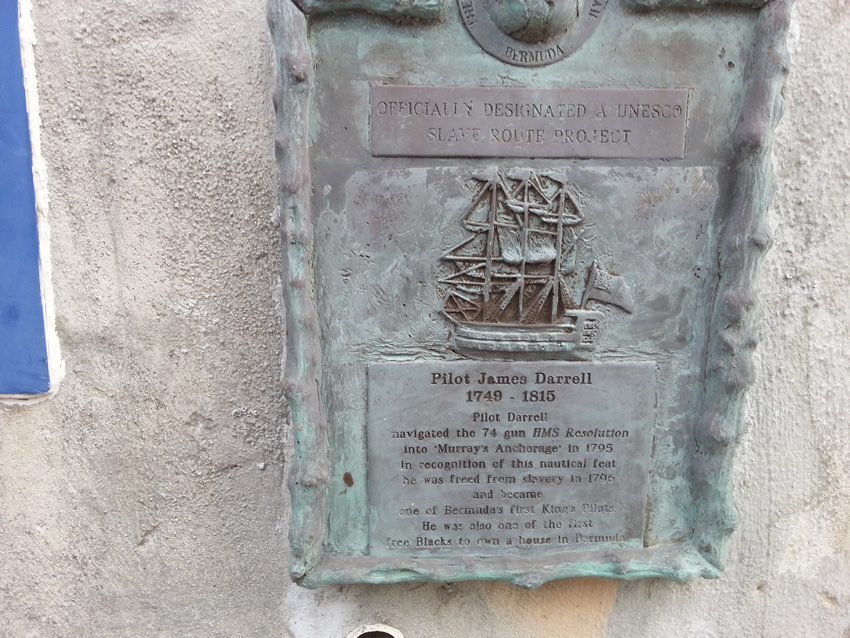 BERMUDA
OFFICIALLY DESIGNATED A UNESCO
SLAVE ROUTE PROJECT
Pilot James Darrell
1749 - 1815
Pilot Darrell
navigated the 74 gun HMS Resolution
into 'Murray's Anchorage' in 1795
In recognition of this nautical feat
he was freed from slavery in 1796
and became
one of Bermuda's first King's Pilots
He was also one of the first
free Blacks to own a house in Bermuda